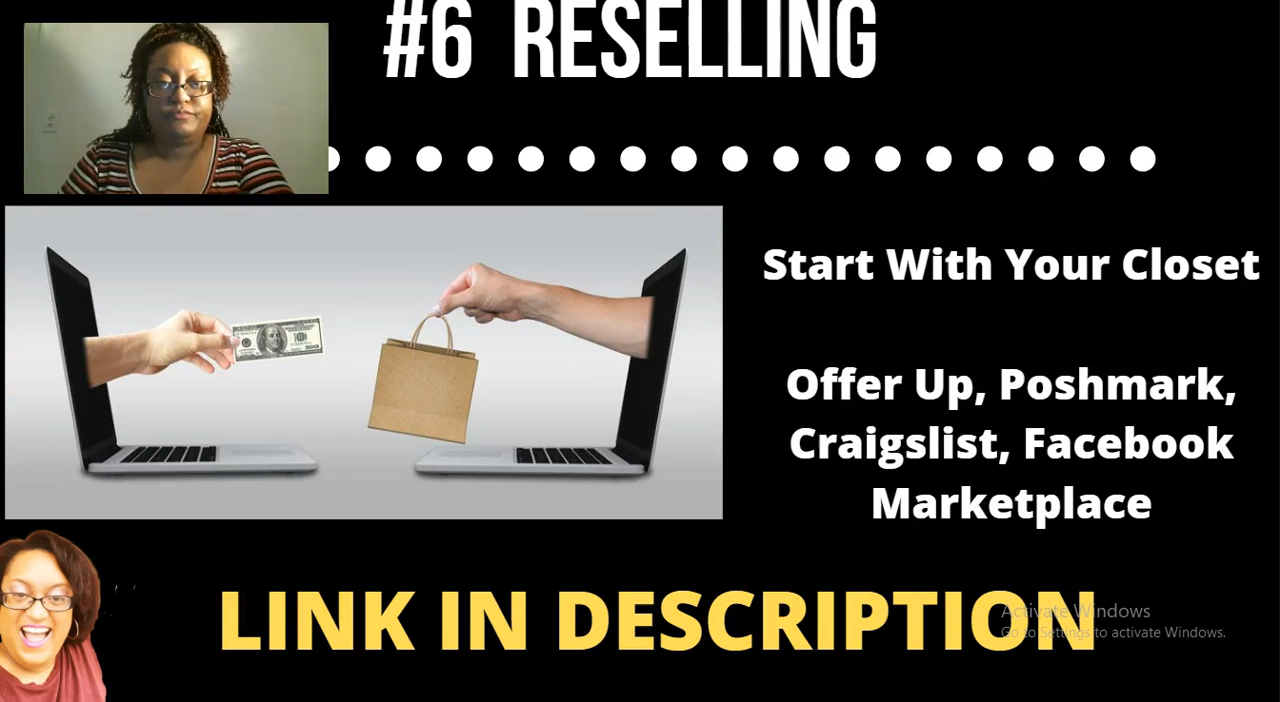 #6 RESELLING
Start With Your Closet
Offer Up, Poshmark,
Craigslist, Facebook
Marketplace
LINK IN DESCRIPTION
Activate Windows
Go to Settings to activate Windows.